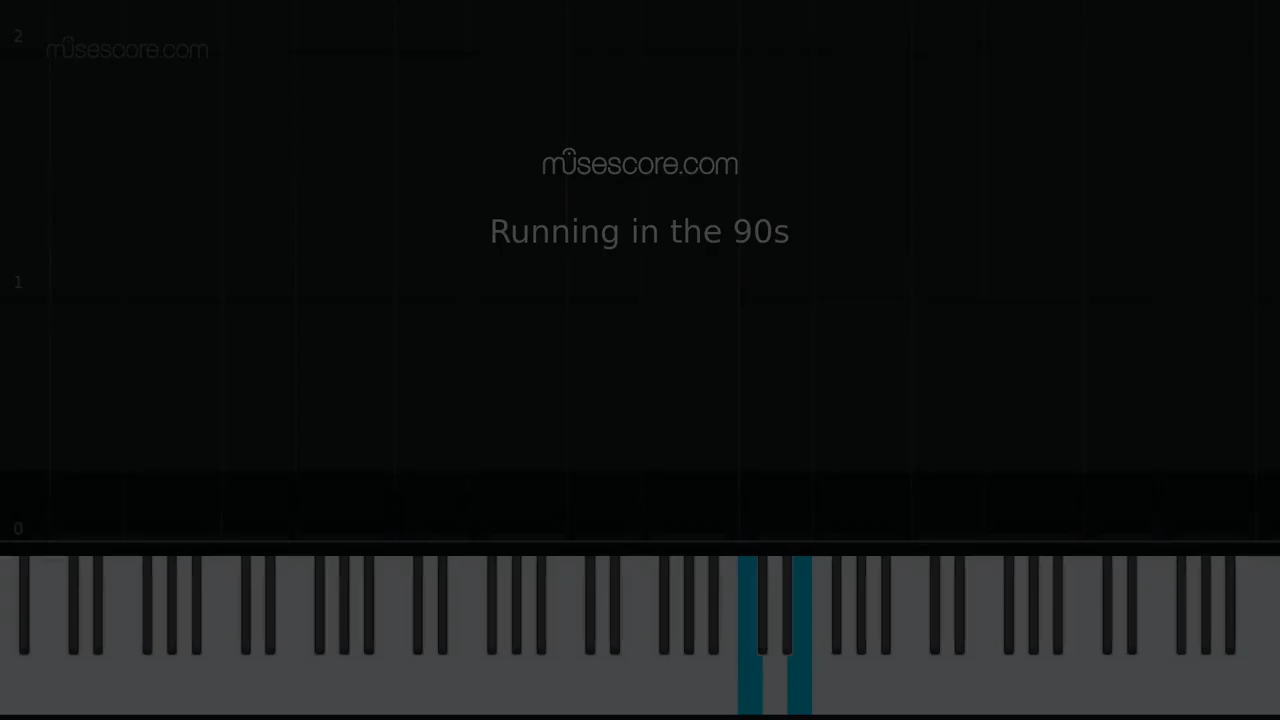 2
musescore.com
musescore.com
Running in the 90s
1
0